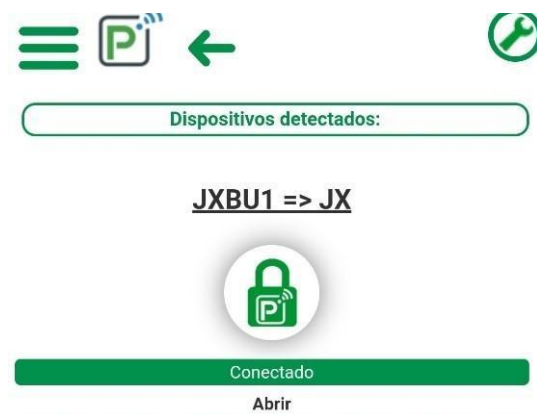 P
Dispositivos detectados:
JXBU1 => JX
P
Conectado
Abrir